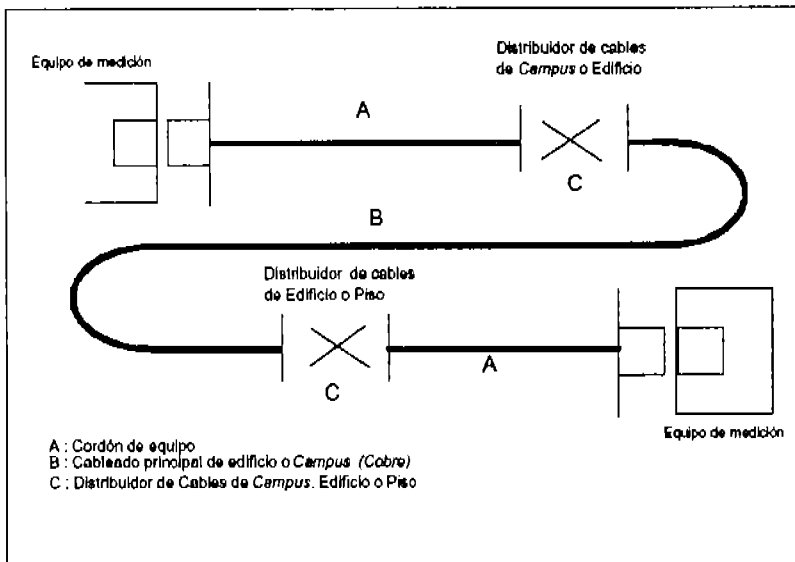 Distribuidor de cables
de Campus o Edificio
Equipo de medición
A
C
B
Distribuidor de cables
de Edificio o Piso
C
A
Equipo de medición
A : Cordón de equipo
B : Cableado principal de edificio o Campus (Cobre)
C : Distribuidor de Cables de Campus. Edificio o Piso